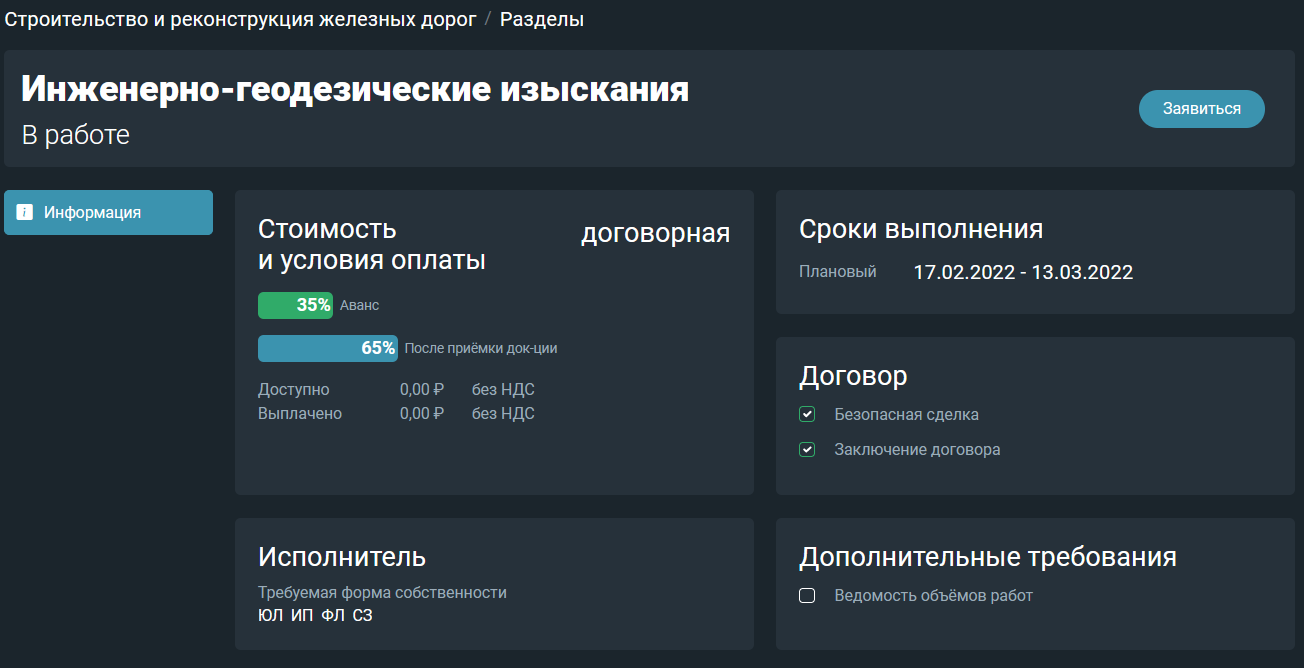 Строительство и реконструкция железных дорог / Разделы
Инженерно-геодезические изыскания
В работе
Заявиться
Информация
Стоимость
и условия оплаты
договорная
35% Аванс
65% После приёмки док-ции
Доступно 0,00 ₽ без НДС
Выплачено 0,00 ₽ без НДС
Сроки выполнения
Плановый 17.02.2022 - 13.03.2022
Договор
Безопасная сделка
Заключение договора
Исполнитель
Требуемая форма собственности
ЮЛ ИП ФЛ СЗ
Дополнительные требования
Ведомость объёмов работ